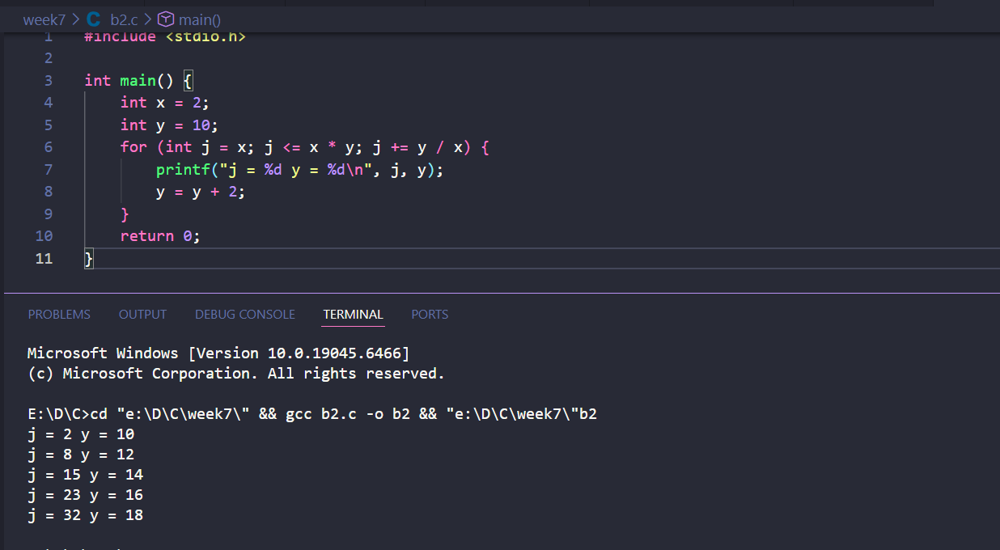 week7 > C b2.c > main()
1 #include <stdio.h>
2
3 int main() {
4     int x = 2;
5     int y = 10;
6     for (int j = x; j <= x * y; j += y / x) {
7         printf("j = %d y = %d\n", j, y);
8         y = y + 2;
9     }
10     return 0;
11 }
PROBLEMS OUTPUT DEBUG CONSOLE TERMINAL PORTS
Microsoft Windows [Version 10.0.19045.6466]
(c) Microsoft Corporation. All rights reserved.
E:\D\C>cd "e:\D\C\week7\" && gcc b2.c -o b2 && "e:\D\C\week7\"b2
j = 2 y = 10
j = 8 y = 12
j = 15 y = 14
j = 23 y = 16
j = 32 y = 18